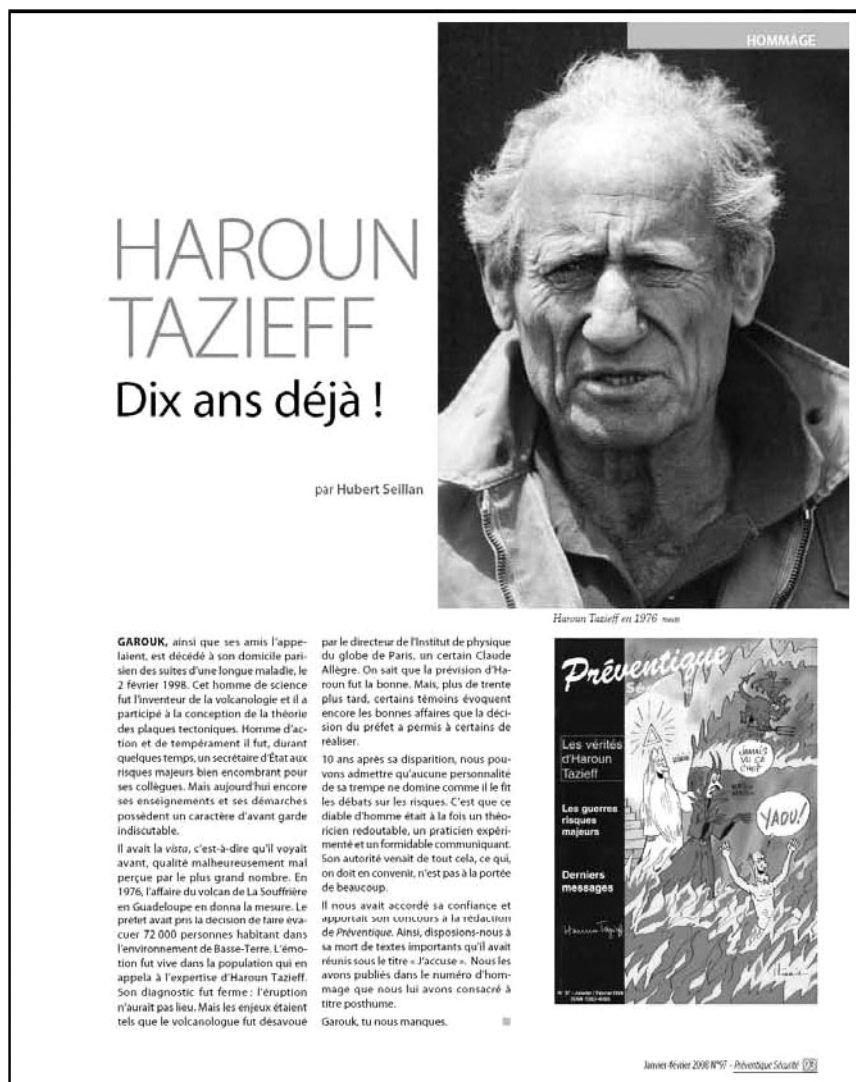 HOMMAGE
HAROUN
TAZIEFF
Dix ans déjà !
par Hubert Seillan
Haroun Tazieff en 1976
GAROUK, ainsi que ses amis l'appe-
laient, est décédé à son domicile pari-
sien des suites d'une longue maladie, le
2 février 1998. Cet homme de science
fut l'inventeur de la volcanologie et il a
participé à la conception de la théorie
des plaques tectoniques. Homme d'ac-
tion et de tempérament il fut, durant
quelques temps, un secrétaire d'État aux
risques majeurs bien encombrant pour
ses collègues. Mais aujourd'hui encore
ses enseignements et ses démarches
possèdent un caractère d'avant garde
indiscutable.
Il avait la vista, c'est-à-dire qu'il voyait
avant, qualité malheureusement mal
perçue par le plus grand nombre. En
1976, l'affaire du volcan de La Souffrière
en Guadeloupe en donna la mesure. Le
préfet avait pris la décision de faire éva-
cuer 72 000 personnes habitant dans
l'environnement de Basse-Terre. L'émo-
tion fut vive dans la population qui en
appela à l'expertise d'Haroun Tazieff.
Son diagnostic fut ferme : l'éruption
n'aurait pas lieu. Mais les enjeux étaient
tels que le volcanologue fut désavoué
par le directeur de l'Institut de physique
du globe de Paris, un certain Claude
Allègre. On sait que la prévision d'Ha-
roun fut la bonne. Mais, plus de trente
plus tard, certains témoins évoquent
encore les bonnes affaires que la déci-
sion du préfet a permis à certains de
réaliser.
10 ans après sa disparition, nous pou-
vons admettre qu'aucune personnalité
de sa trempe ne domine comme il le fit
les débats sur les risques. C'est que ce
diable d'homme était à la fois un théo-
ricien redoutable, un praticien expéri-
menté et un formidable communiquant.
Son autorité venait de tout cela, ce qui,
on doit en convenir, n'est pas à la portée
de beaucoup.
Il nous avait accordé sa confiance et
apportait son concours à la rédaction
de Préventique. Ainsi, disposions-nous à
sa mort de textes importants qu'il avait
réunis sous le titre « J'accuse ». Nous les
avons publiés dans le numéro d'hom-
mage que nous lui avons consacré à
titre posthume.
Garouk, tu nous manques.
Préventique
Les vérités
d'Haroun
Tazieff
Les guerres
risques
majeurs
Derniers
messages
Haroun Tazieff
JAMAIS
VU ÇA
CHEF
YAOU!
Janvier-février 2008 N°97 - Préventique Sécurité